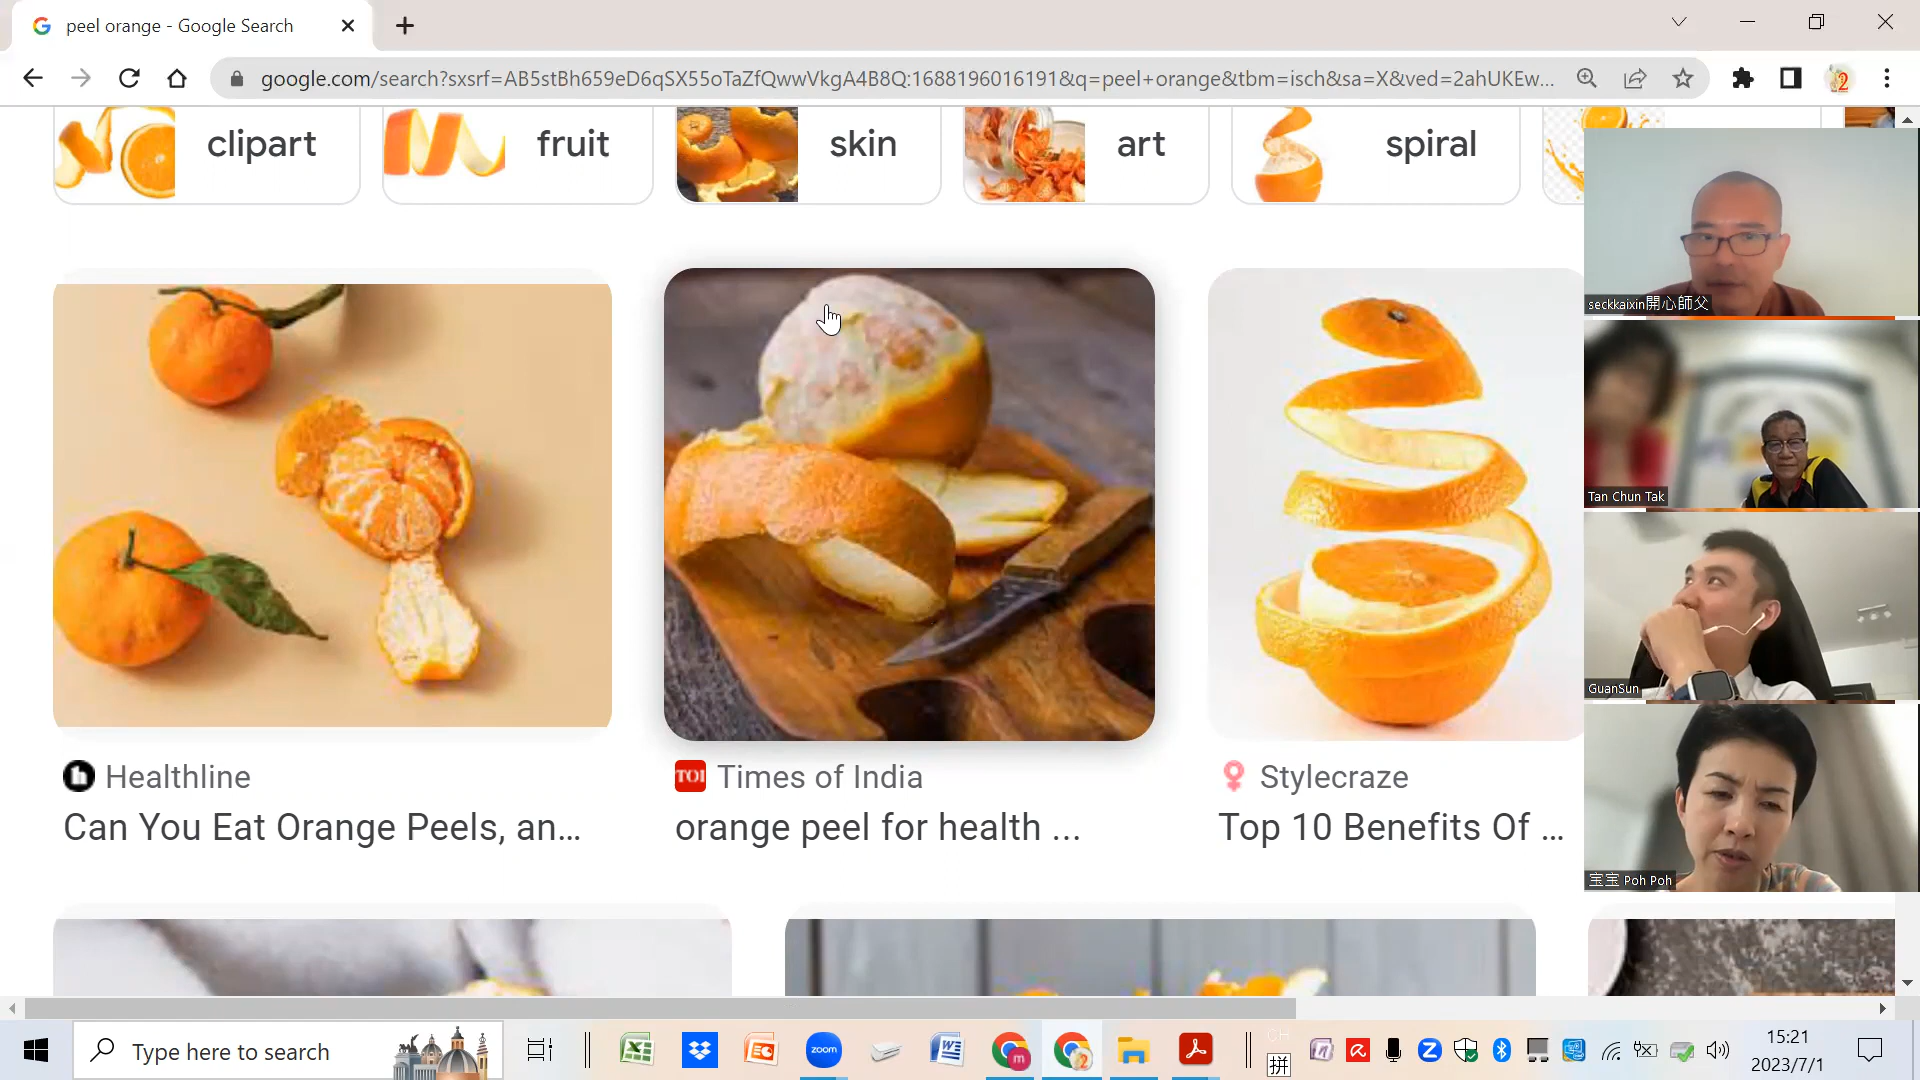 peel orange - Google Search
google.com/search?sxsrf=AB5stBh659eD6qSX55oTaZfQwwVkgA4B8Q:1688196016191&q=peel+orange&tbm=isch&sa=X&ved=2ahUKEw...
clipart
fruit
skin
art
spiral
seckkaixin開心師父
Tan Chun Tak
GuanSun
宝宝 Poh Poh
Healthline
Can You Eat Orange Peels, an...
TOI Times of India
orange peel for health ...
Stylecraze
Top 10 Benefits Of ...
Type here to search
zoom
CH
拼
15:21
2023/7/1